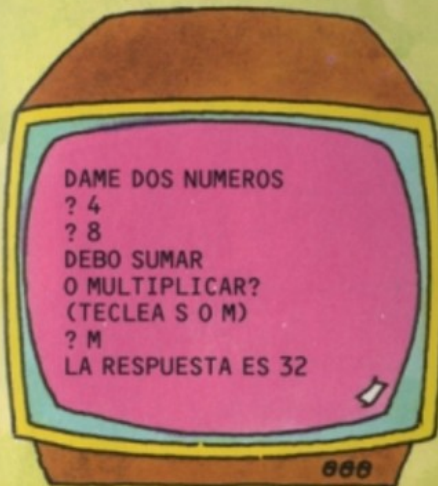 DAME DOS NUMEROS
? 4
? 8
DEBO SUMAR
O MULTIPLICAR?
(TECLEA S O M)
? M
LA RESPUESTA ES 32